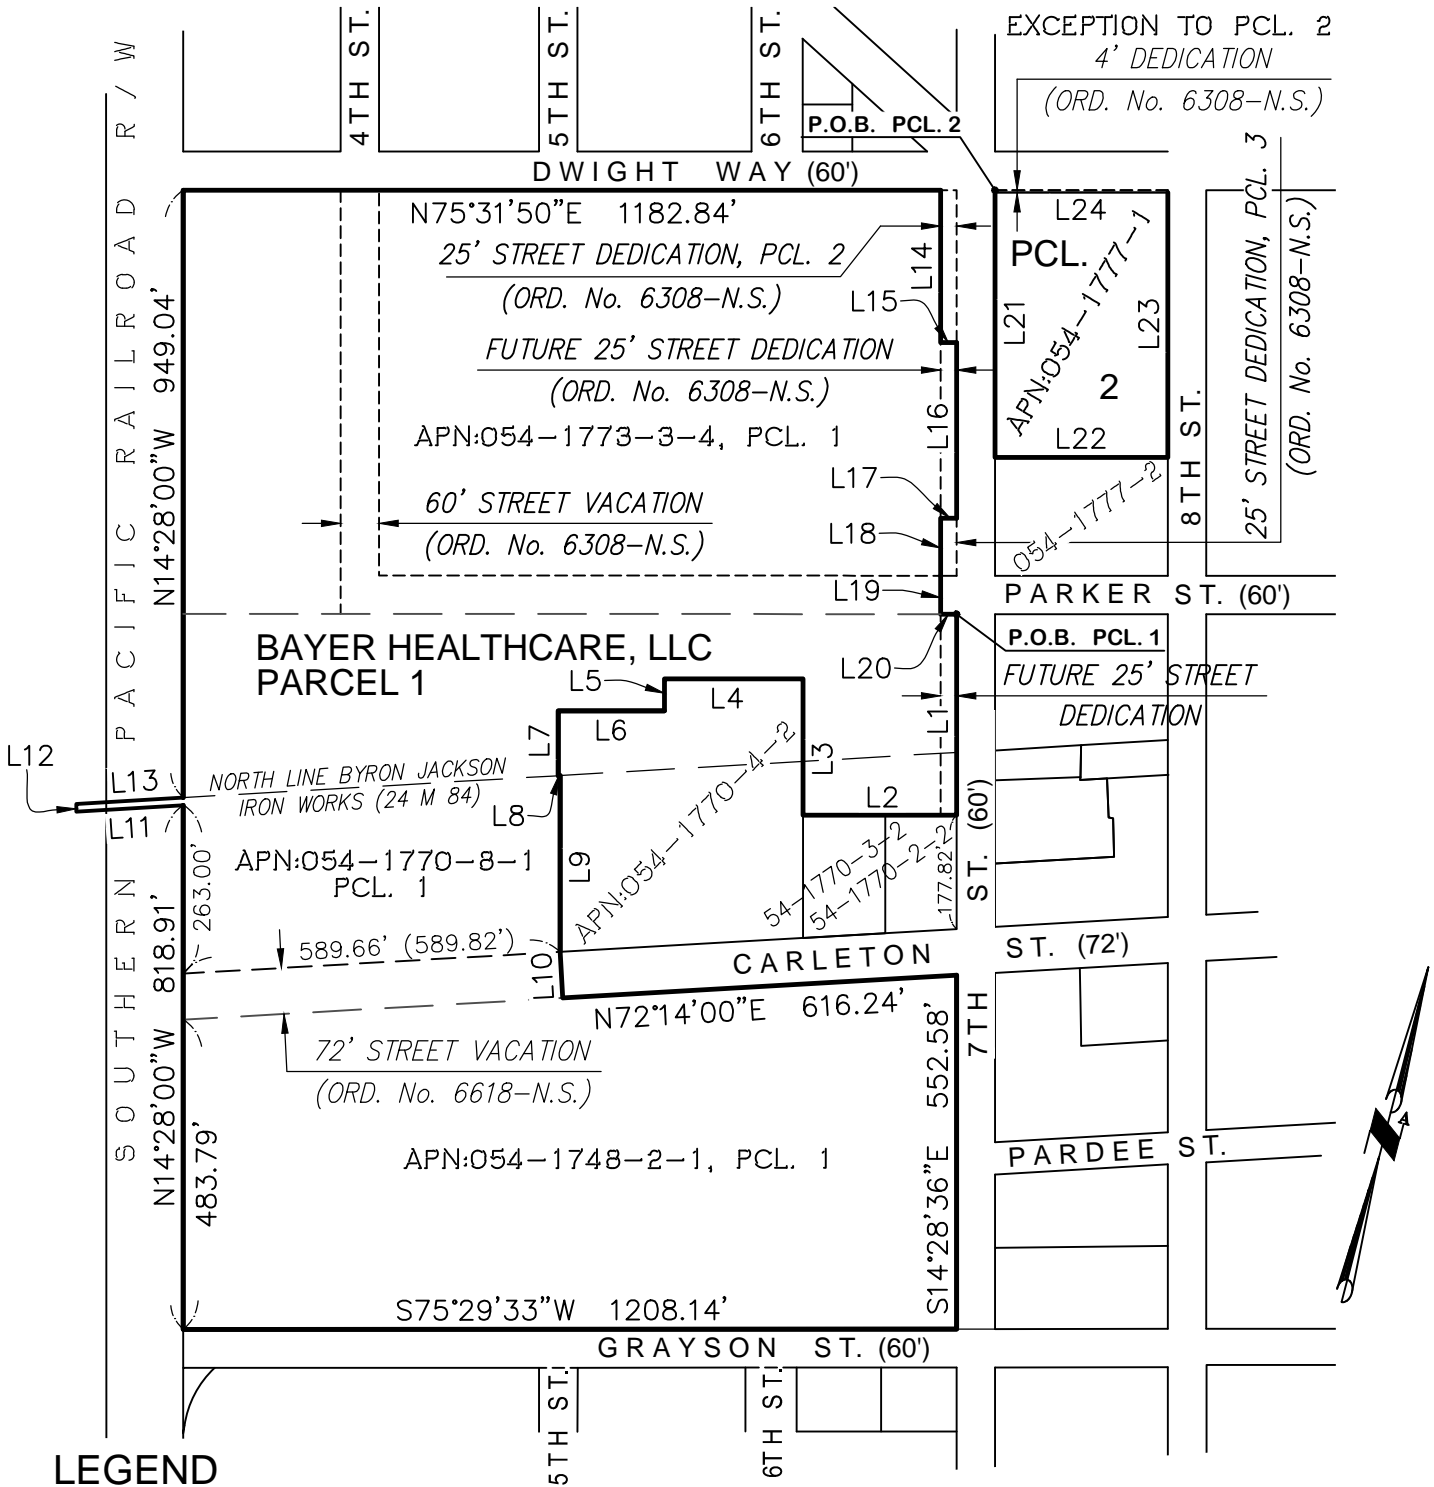 4TH ST.
5TH ST.
6TH ST.
EXCEPTION TO PCL. 2
4' DEDICATION
(ORD. No. 6308-N.S.)
P.O.B. PCL. 2
DWIGHT WAY (60')
N75°31'50"E 1182.84'
25' STREET DEDICATION, PCL. 2
(ORD. No. 6308-N.S.)
L14
L15
FUTURE 25' STREET DEDICATION
(ORD. No. 6308-N.S.)
L16
APN:054-1773-3-4, PCL. 1
L17
60' STREET VACATION
(ORD. No. 6308-N.S.)
L18
L19
L24
PCL.
2
L21
APN:054-1777-1
L23
L22
8TH ST.
25' STREET DEDICATION, PCL. 3
(ORD. No. 6308-N.S.)
054-1777-2
PARKER ST. (60')
P.O.B. PCL. 1
FUTURE 25' STREET
DEDICATION
L20
L1
SOUTHERN PACIFIC RAILROAD R/W
N14°28'00"W 949.04'
BAYER HEALTHCARE, LLC
PARCEL 1
L5
L4
L6
L7
L3
L2
L12
L13
L11
NORTH LINE BYRON JACKSON
IRON WORKS (24 M 84)
L8
L9
APN:054-1770-4-2
54-1770-3-2
54-1770-2-2
177.82'
7TH ST. (60')
263.00'
APN:054-1770-8-1
PCL. 1
589.66' (589.82')
L10
CARLETON ST. (72')
N72°14'00"E 616.24'
N14°28'00"W 818.91'
72' STREET VACATION
(ORD. No. 6618-N.S.)
483.79'
APN:054-1748-2-1, PCL. 1
S14°28'36"E 552.58'
PARDEE ST.
A
S75°29'33"W 1208.14'
GRAYSON ST. (60')
5TH ST.
6TH ST.
LEGEND